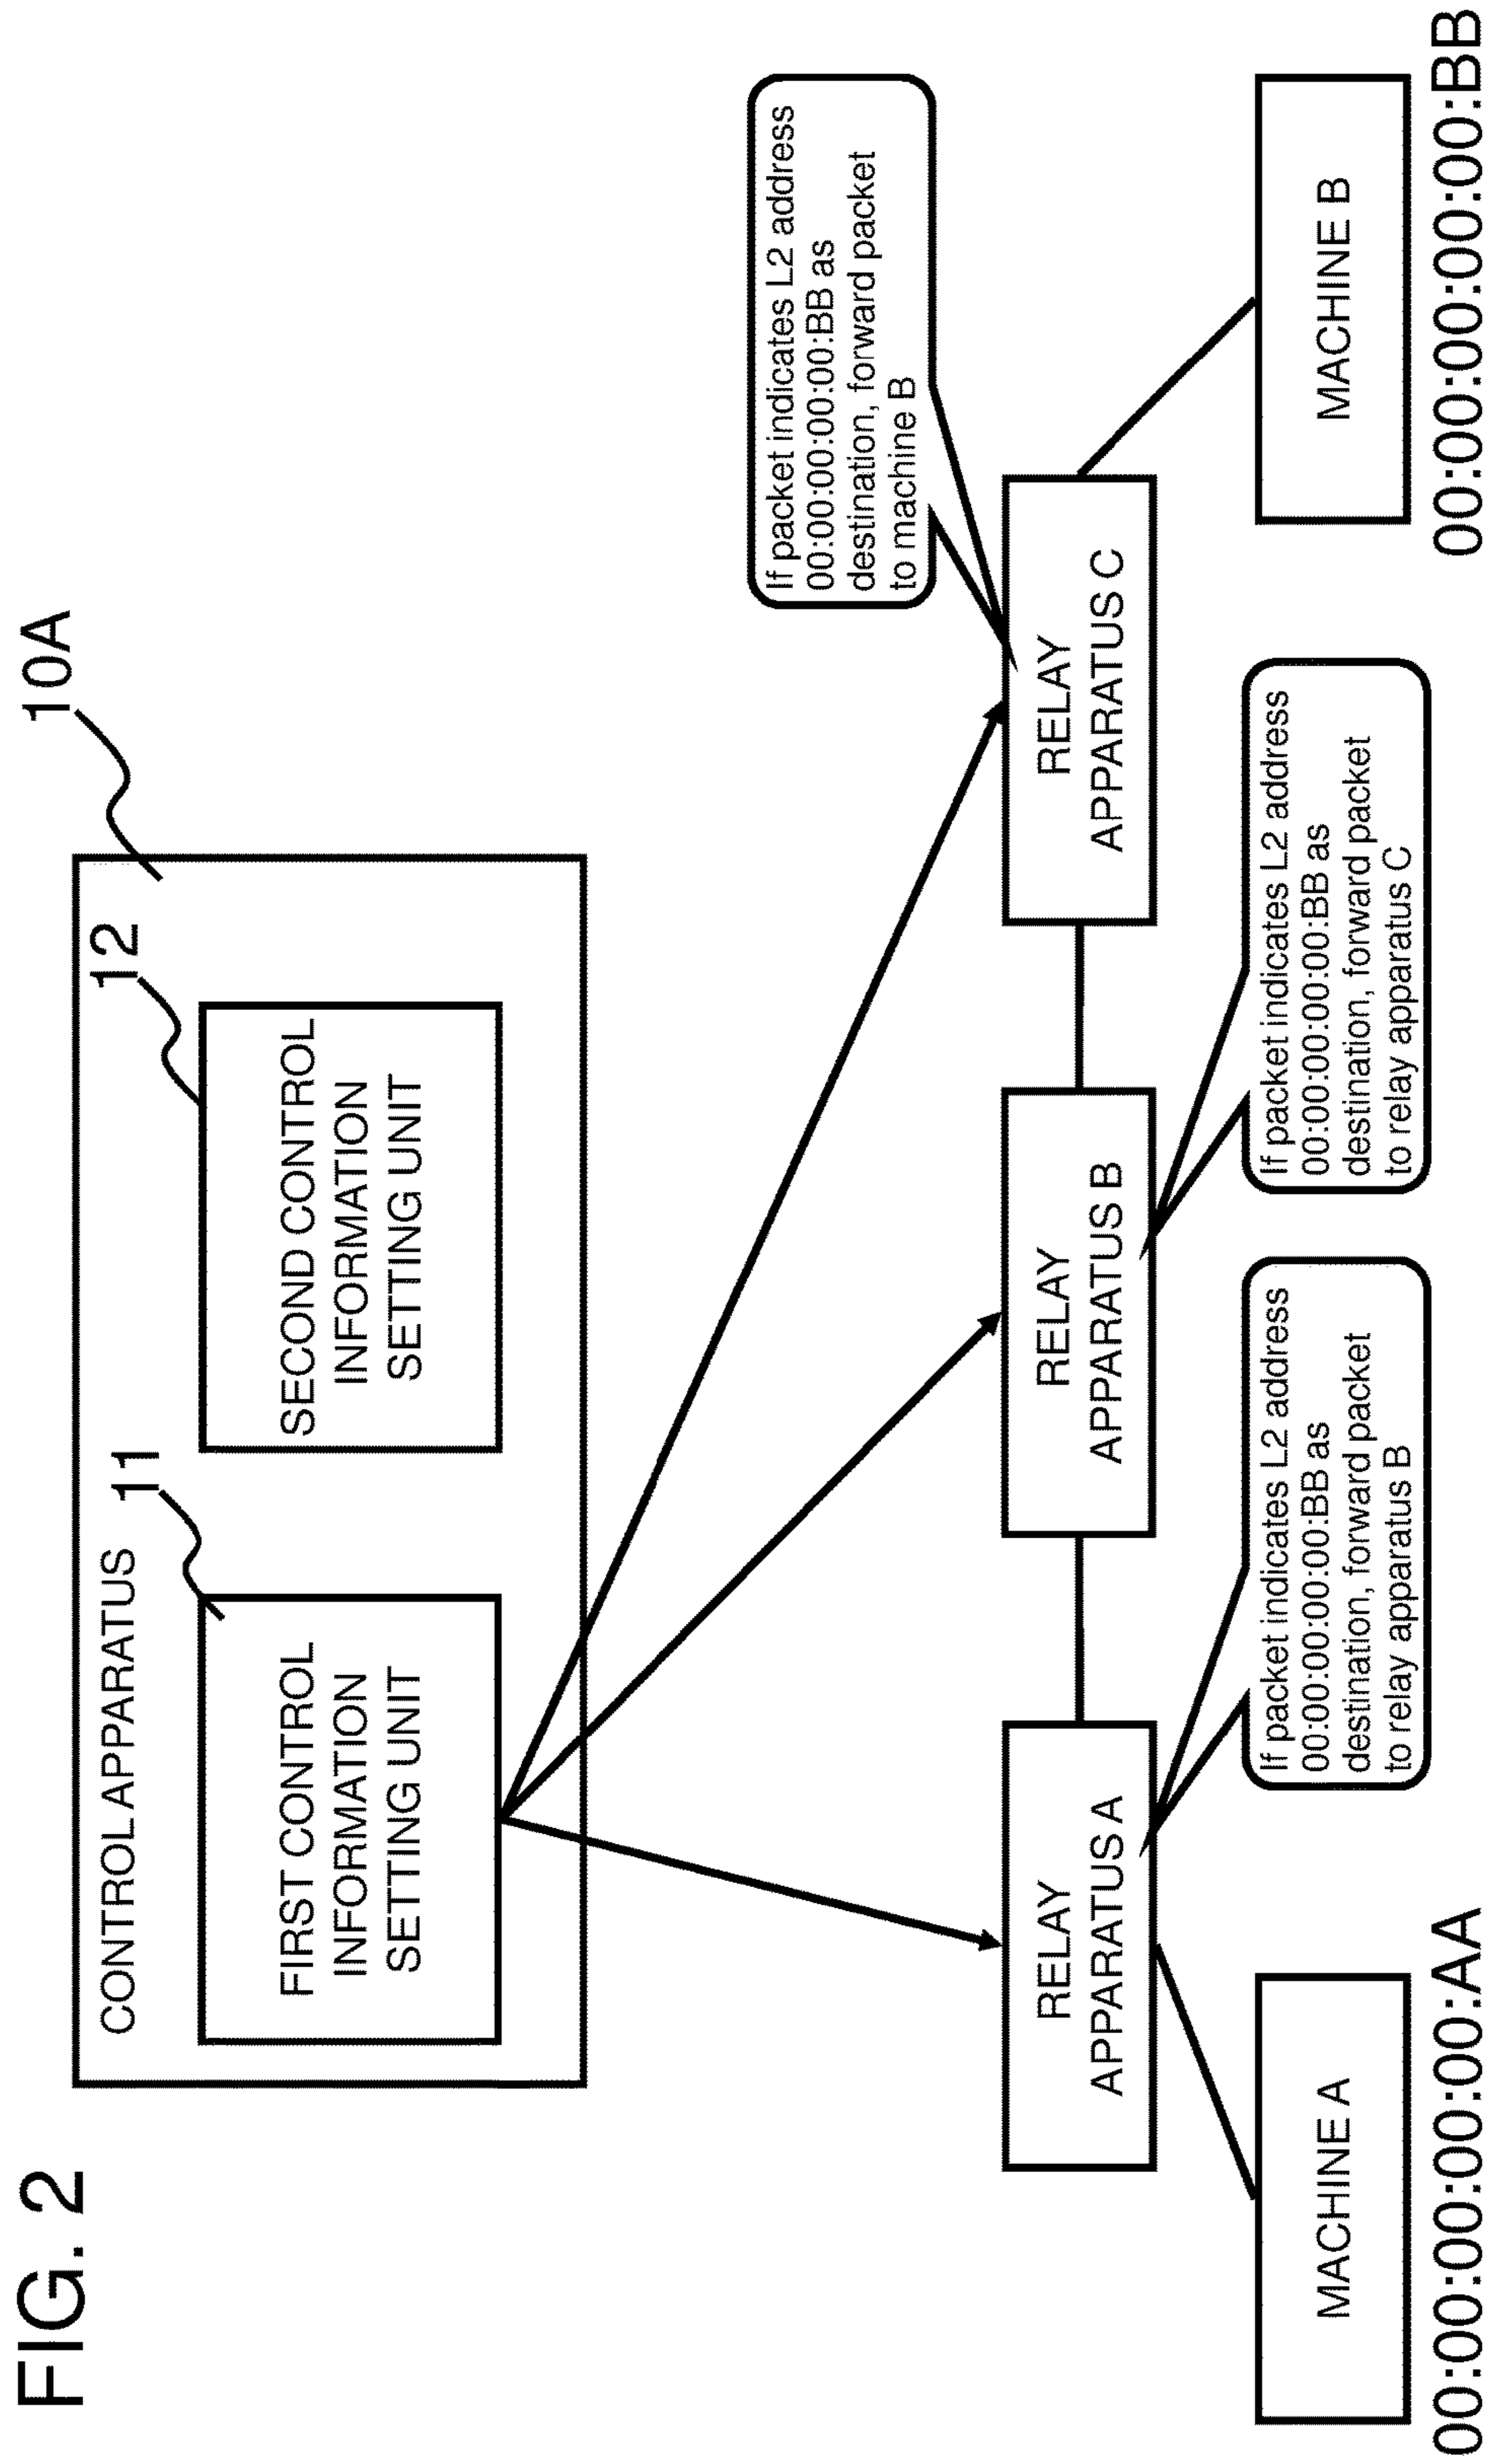 FIG. 2
10A
CONTROL APPARATUS
11
12
FIRST CONTROL
INFORMATION
SETTING UNIT
SECOND CONTROL
INFORMATION
SETTING UNIT
If packet indicates L2 address
00:00:00:00:00:BB as
destination, forward packet
to machine B
RELAY
APPARATUS A
RELAY
APPARATUS B
RELAY
APPARATUS C
If packet indicates L2 address
00:00:00:00:00:BB as
destination, forward packet
to relay apparatus B
If packet indicates L2 address
00:00:00:00:00:BB as
destination, forward packet
to relay apparatus C
MACHINE A
MACHINE B
00:00:00:00:00:AA
00:00:00:00:00:BB